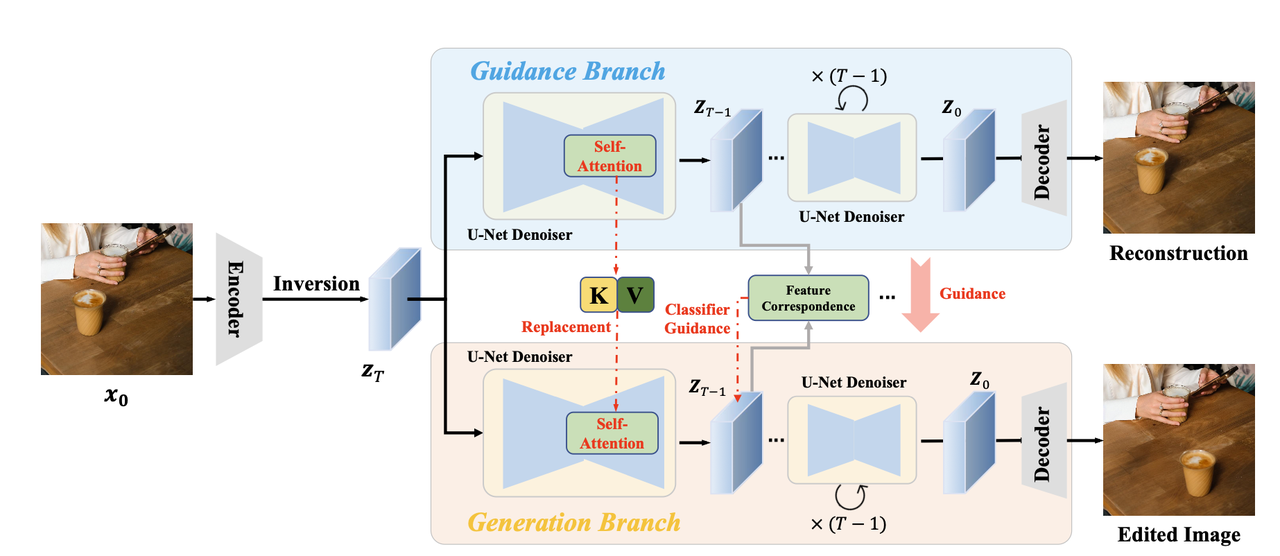 Guidance Branch
× (T − 1)
Z_{T−1}
Z_0
Self-
Attention
...
Decoder
U-Net Denoiser
U-Net Denoiser
Reconstruction
Encoder
Inversion
K V
Classifier
Guidance
Feature
Correspondence
...
Guidance
Replacement
x_0
z_T
U-Net Denoiser
Z_{T−1}
U-Net Denoiser
Z_0
Self-
Attention
...
Decoder
× (T − 1)
Generation Branch
Edited Image